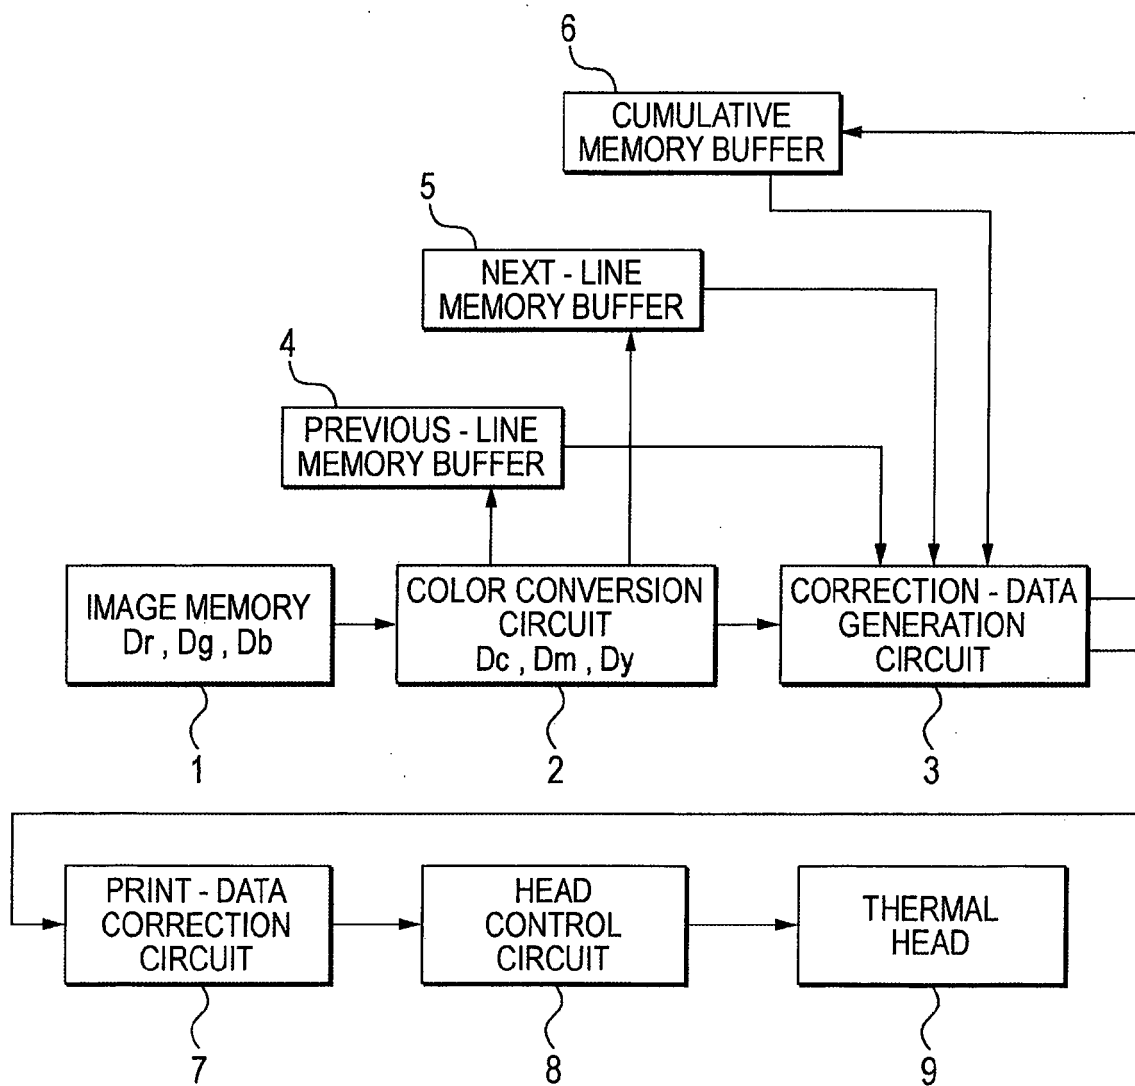 6
CUMULATIVE
MEMORY BUFFER
5
NEXT - LINE
MEMORY BUFFER
4
PREVIOUS - LINE
MEMORY BUFFER
IMAGE MEMORY
Dr , Dg , Db
COLOR CONVERSION
CIRCUIT
Dc , Dm , Dy
CORRECTION - DATA
GENERATION
CIRCUIT
1
2
3
PRINT - DATA
CORRECTION
CIRCUIT
HEAD
CONTROL
CIRCUIT
THERMAL
HEAD
7
8
9